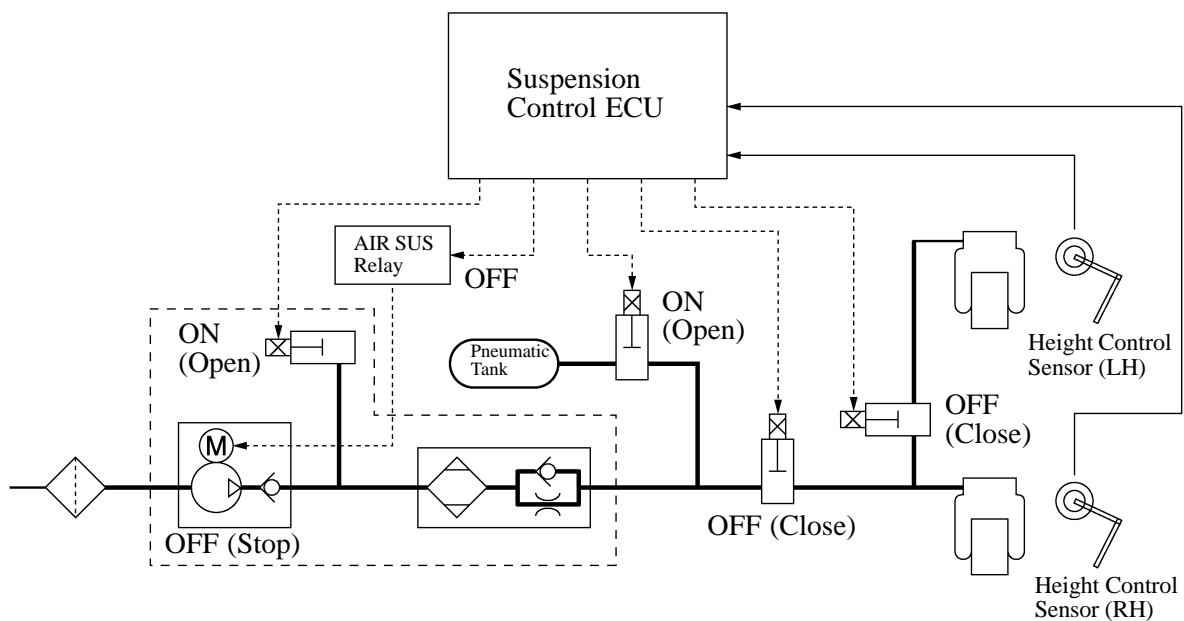 Suspension
Control ECU
AIR SUS
Relay
OFF
ON
(Open)
ON
(Open)
Pneumatic
Tank
Height Control
Sensor (LH)
OFF
(Close)
M
OFF (Close)
OFF (Stop)
Height Control
Sensor (RH)